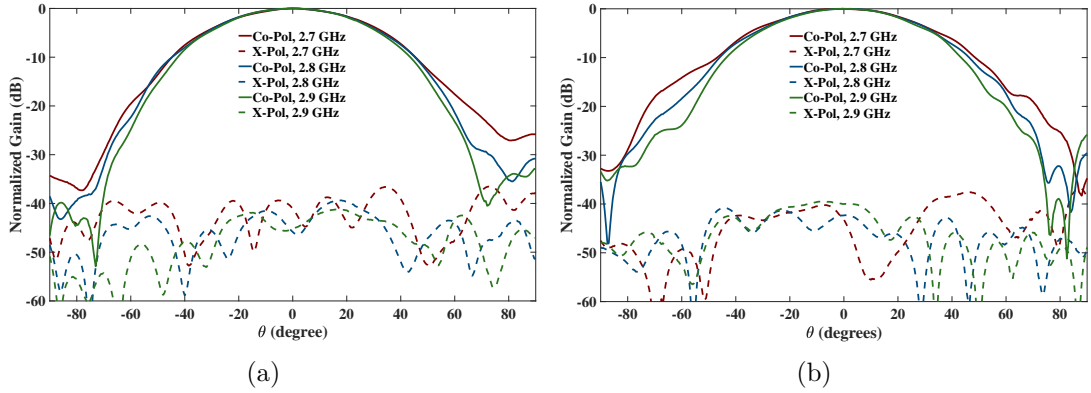 0
-10
-20
-30
-40
-50
-60
Normalized Gain (dB)
Co-Pol, 2.7 GHz
X-Pol, 2.7 GHz
Co-Pol, 2.8 GHz
X-Pol, 2.8 GHz
Co-Pol, 2.9 GHz
X-Pol, 2.9 GHz
-80 -60 -40 -20 0 20 40 60 80
θ (degree)
(a)
0
-10
-20
-30
-40
-50
-60
Normalized Gain (dB)
Co-Pol, 2.7 GHz
X-Pol, 2.7 GHz
Co-Pol, 2.8 GHz
X-Pol, 2.8 GHz
Co-Pol, 2.9 GHz
X-Pol, 2.9 GHz
-80 -60 -40 -20 0 20 40 60 80
θ (degrees)
(b)